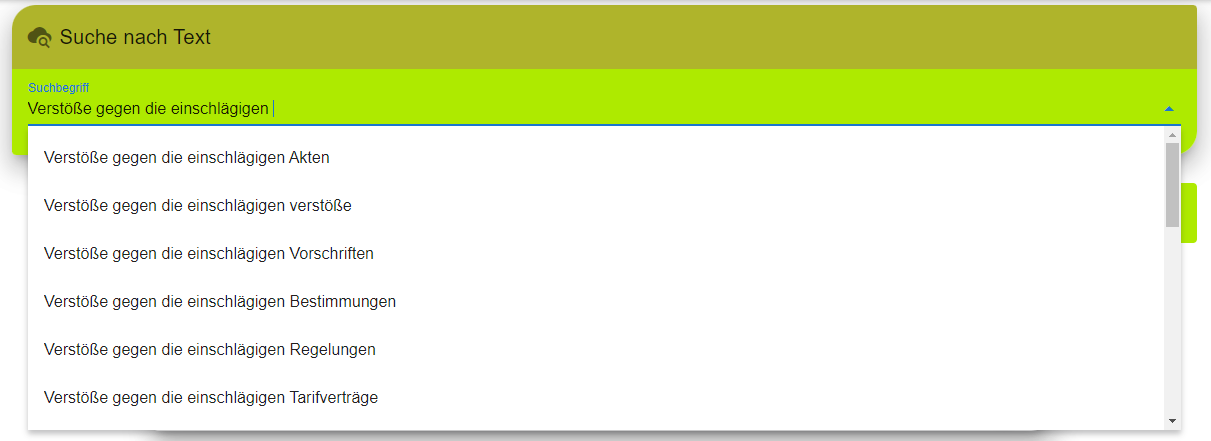 Suche nach Text
Suchbegriff
Verstöße gegen die einschlägigen
Verstöße gegen die einschlägigen Akten
Verstöße gegen die einschlägigen verstöße
Verstöße gegen die einschlägigen Vorschriften
Verstöße gegen die einschlägigen Bestimmungen
Verstöße gegen die einschlägigen Regelungen
Verstöße gegen die einschlägigen Tarifverträge